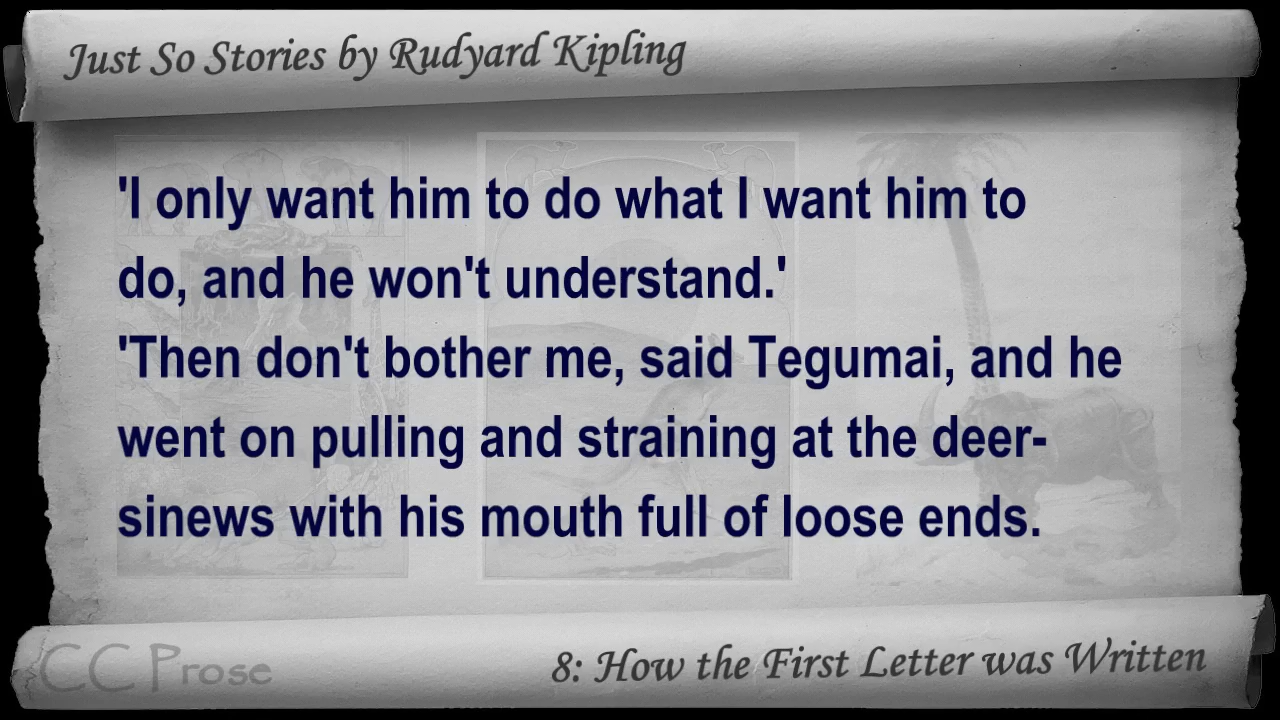 Just So Stories by Rudyard Kipling
'I only want him to do what I want him to
do, and he won't understand.'
'Then don't bother me, said Tegumai, and he
went on pulling and straining at the deer-
sinews with his mouth full of loose ends.
CC Prose
8: How the First Letter was Written